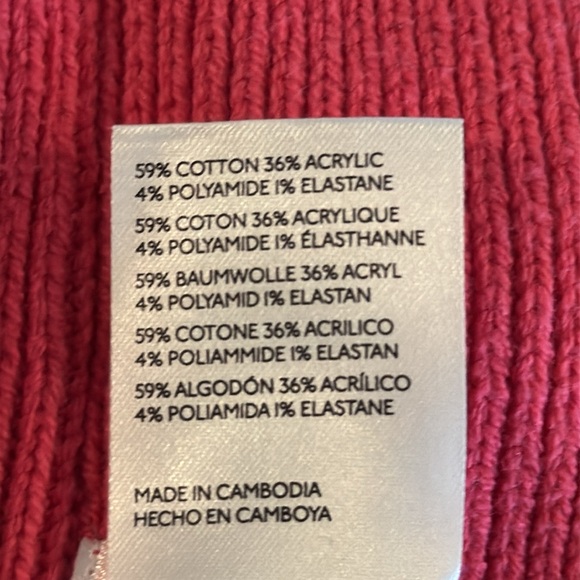 59% COTTON 36% ACRYLIC
4% POLYAMIDE 1% ELASTANE
59% COTON 36% ACRYLIQUE
4% POLYAMIDE 1% ÉLASTHANNE
59% BAUMWOLLE 36% ACRYL
4% POLYAMID 1% ELASTAN
59% COTONE 36% ACRILICO
4% POLIAMMIDE 1% ELASTAN
59% ALGODÓN 36% ACRÍLICO
4% POLIAMIDA 1% ELASTANE
MADE IN CAMBODIA
HECHO EN CAMBOYA